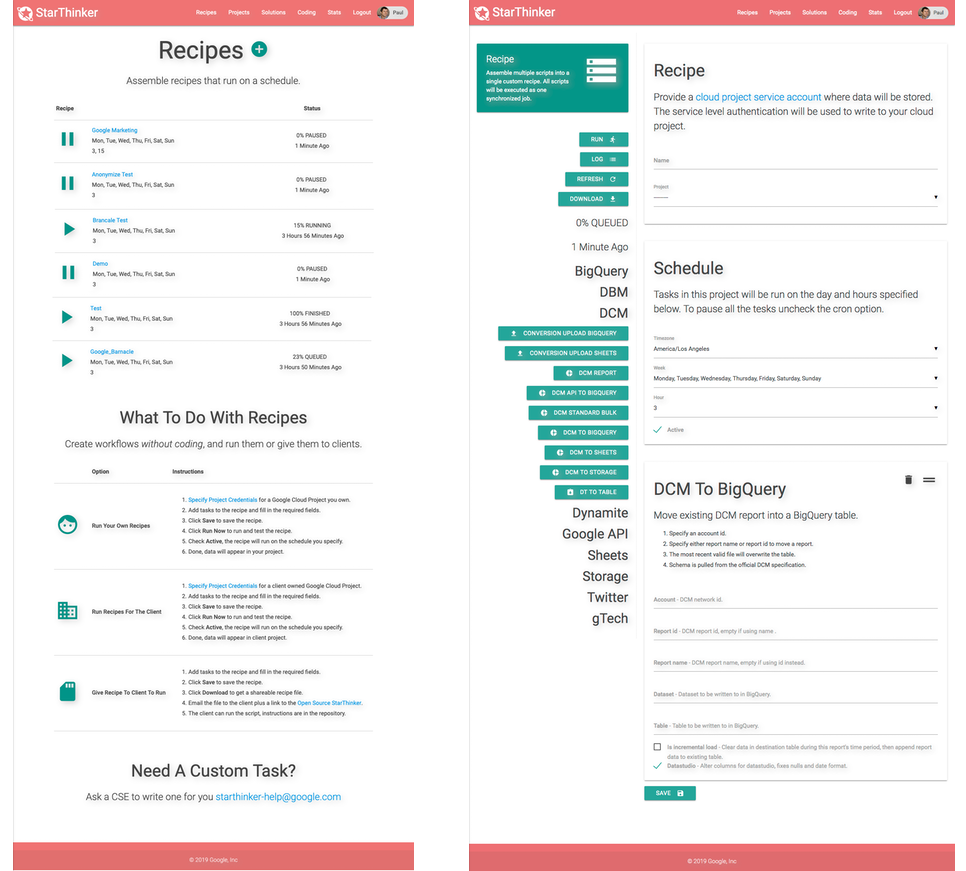 StarThinker
Recipes Projects Solutions Coding Stats Logout Paul
Recipes
Assemble recipes that run on a schedule.
Recipe Status
Google Marketing
Mon, Tue, Wed, Thu, Fri, Sat, Sun
3, 15
0% PAUSED
1 Minute Ago
Anonymize Test
Mon, Tue, Wed, Thu, Fri, Sat, Sun
3
0% PAUSED
1 Minute Ago
Brancale Test
Mon, Tue, Wed, Thu, Fri, Sat, Sun
3
15% RUNNING
3 Hours 56 Minutes Ago
Demo
Mon, Tue, Wed, Thu, Fri, Sat, Sun
3
0% PAUSED
1 Minute Ago
Test
Mon, Tue, Wed, Thu, Fri, Sat, Sun
3
100% FINISHED
3 Hours 56 Minutes Ago
Google_Barnacle
Mon, Tue, Wed, Thu, Fri, Sat, Sun
3
23% QUEUED
3 Hours 50 Minutes Ago
What To Do With Recipes
Create workflows without coding, and run them or give them to clients.
Option Instructions
Run Your Own Recipes
1. Specify Project Credentials for a Google Cloud Project you own.
2. Add tasks to the recipe and fill in the required fields.
3. Click Save to save the recipe.
4. Click Run Now to run and test the recipe.
5. Check Active, the recipe will run on the schedule you specify.
6. Done, data will appear in your project.
Run Recipes For The Client
1. Specify Project Credentials for a client owned Google Cloud Project.
2. Add tasks to the recipe and fill in the required fields.
3. Click Save to save the recipe.
4. Click Run Now to run and test the recipe.
5. Check Active, the recipe will run on the schedule you specify.
6. Done, data will appear in client project.
Give Recipe To Client To Run
1. Add tasks to the recipe and fill in the required fields.
2. Click Save to save the recipe.
3. Click Download to get a shareable recipe file.
4. Email the file to the client plus a link to the Open Source StarThinker.
5. The client can run the script, instructions are in the repository.
Need A Custom Task?
Ask a CSE to write one for you starthinker-help@google.com
© 2019 Google, Inc
StarThinker
Recipes Projects Solutions Coding Stats Logout Paul
Recipe
Assemble multiple scripts into a
single custom recipe. All scripts
will be executed as one
synchronized job.
RUN
LOG
REFRESH
DOWNLOAD
0% QUEUED
1 Minute Ago
BigQuery
DBM
DCM
CONVERSION UPLOAD BIGQUERY
CONVERSION UPLOAD SHEETS
DCM REPORT
DCM API TO BIGQUERY
DCM STANDARD BULK
DCM TO BIGQUERY
DCM TO SHEETS
DCM TO STORAGE
DT TO TABLE
Dynamite
Google API
Sheets
Storage
Twitter
gTech
Recipe
Provide a cloud project service account where data will be stored.
The service level authentication will be used to write to your cloud
project.
Name
Project
Schedule
Tasks in this project will be run on the day and hours specified
below. To pause all the tesks uncheck the cron option.
Timezone
America/Los Angeles
Week
Monday, Tuesday, Wednesday, Thursday, Friday, Saturday, Sunday
Hour
3
Active
DCM To BigQuery
Move existing DCM report into a BigQuery table.
1. Specify an account id.
2. Specify either report name or report id to move a report.
3. The most recent valid file will overwrite the table.
4. Schema is pulled from the official DCM specification.
Account - DCM network id.
Report id - DCM report id, empty if using name .
Report name - DCM report name, empty if using id instead.
Dataset - Dataset to be written to in BigQuery.
Table - Table to be written to in BigQuery.
Is incremental load - Clear data in destination table during this report's time period, then append report
data to existing table.
Datastudio - Alter columns for datastudio, fixes nulls and date format.
SAVE
© 2019 Google, Inc